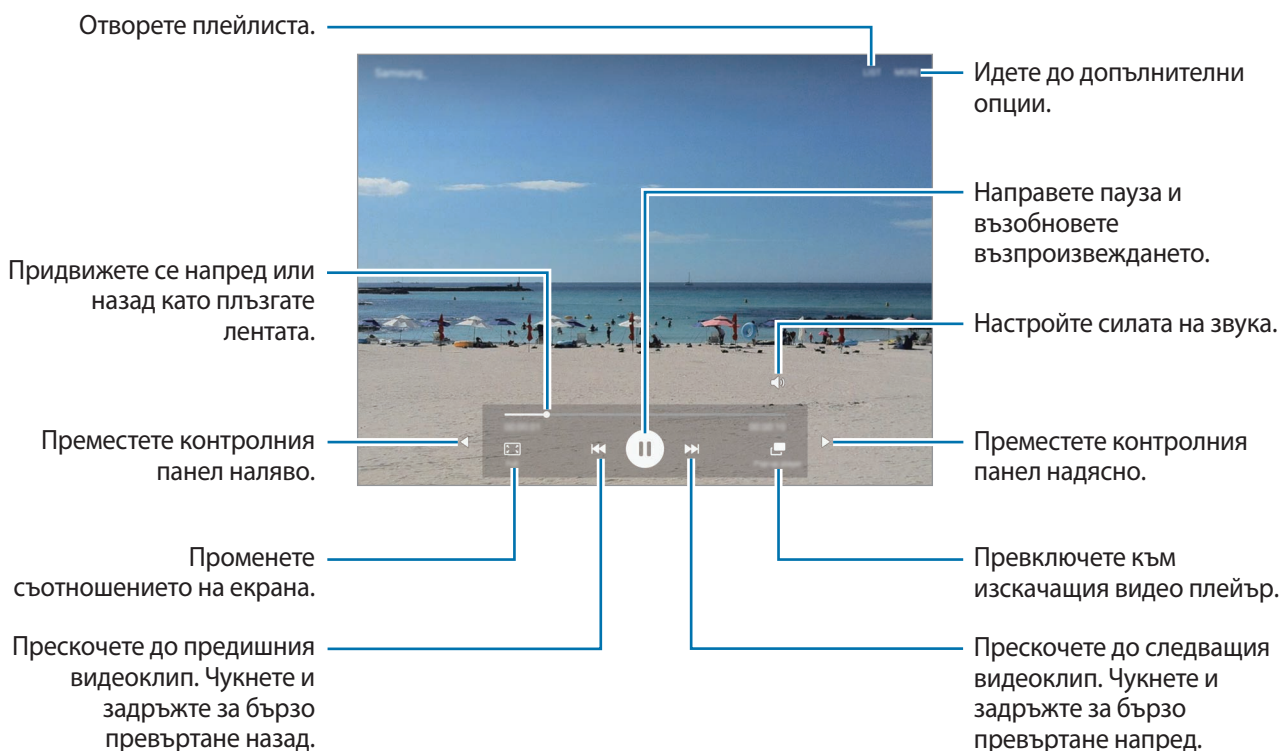 Отворете плейлиста.
Samsung_
LIST MORE
Идете до допълнителни
опции.
Направете пауза и
възобновете
възпроизвеждането.
Придвижете се напред или
назад като плъзгате
лентата.
Настройте силата на звука.
Преместете контролния
панел наляво.
Преместете контролния
панел надясно.
Променете
съотношението на екрана.
Превключете към
изскачащия видео плейър.
Прескочете до предишния
видеоклип. Чукнете и
задръжте за бързо
превъртане назад.
Прескочете до следващия
видеоклип. Чукнете и
задръжте за бързо
превъртане напред.